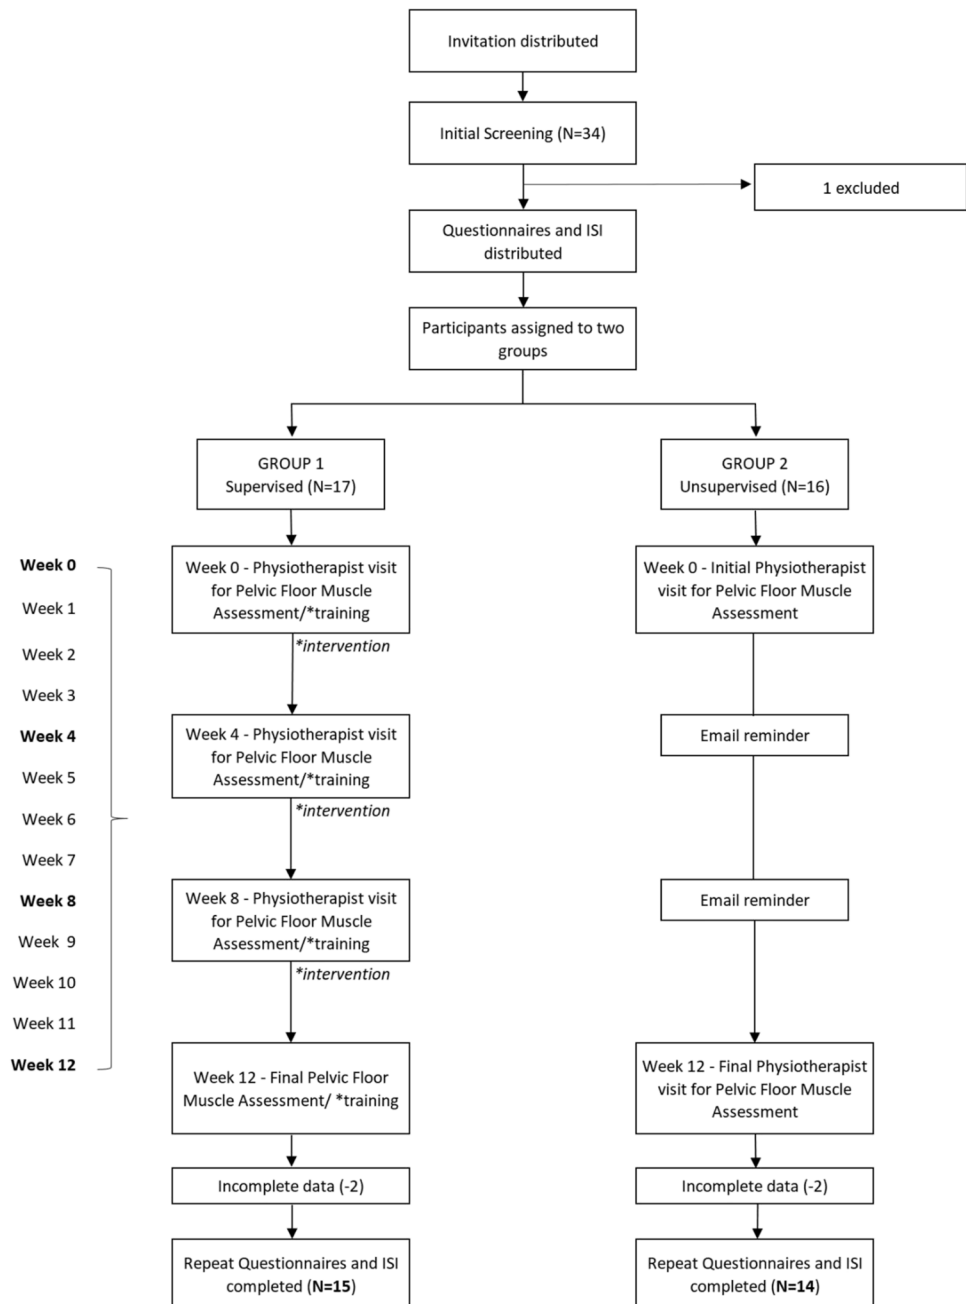 Invitation distributed
Initial Screening (N=34)
1 excluded
Questionnaires and ISI
distributed
Participants assigned to two
groups
GROUP 1
Supervised (N=17)
GROUP 2
Unsupervised (N=16)
Week 0
Week 1
Week 2
Week 3
Week 4
Week 5
Week 6
Week 7
Week 8
Week 9
Week 10
Week 11
Week 12
Week 0 - Physiotherapist visit
for Pelvic Floor Muscle
Assessment/*training
*intervention
Week 4 - Physiotherapist visit
for Pelvic Floor Muscle
Assessment/*training
*intervention
Week 8 - Physiotherapist visit
for Pelvic Floor Muscle
Assessment/*training
*intervention
Week 12 - Final Pelvic Floor
Muscle Assessment/ *training
Incomplete data (-2)
Repeat Questionnaires and ISI
completed (N=15)
Week 0 - Initial Physiotherapist
visit for Pelvic Floor Muscle
Assessment
Email reminder
Email reminder
Week 12 - Final Physiotherapist
visit for Pelvic Floor Muscle
Assessment
Incomplete data (-2)
Repeat Questionnaires and ISI
completed (N=14)